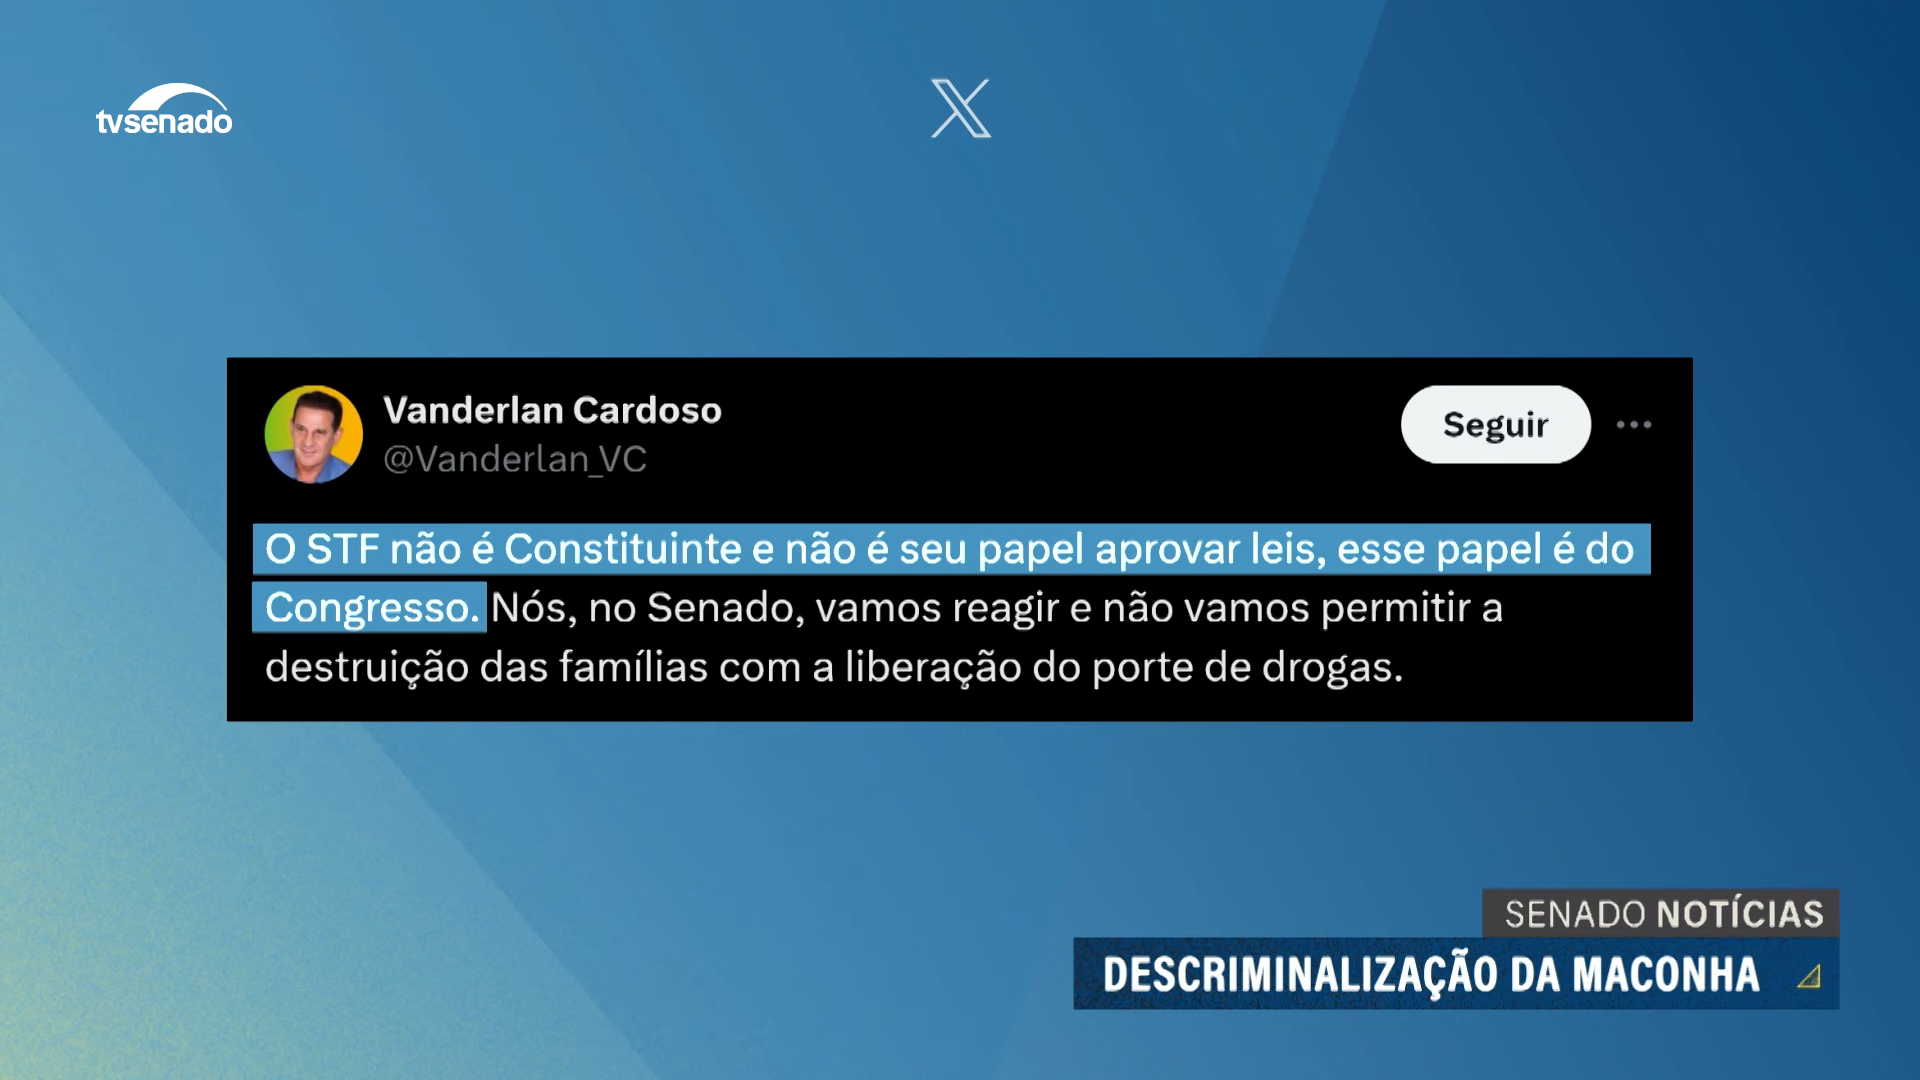 tvsenado
X
Vanderlan Cardoso
@Vanderlan_VC
Seguir
O STF não é Constituinte e não é seu papel aprovar leis, esse papel é do
Congresso. Nós, no Senado, vamos reagir e não vamos permitir a
destruição das famílias com a liberação do porte de drogas.
SENADO NOTÍCIAS
DESCRIMINALIZAÇÃO DA MACONHA